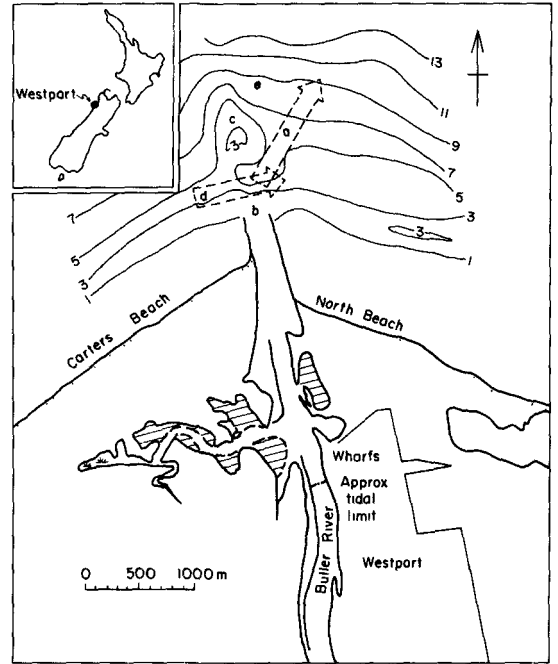 Westport
13
11
9
7
5
3
1
3
7
5
3
1
e
a
c
3
d
b
Carters Beach
North Beach
Wharfs
Approx
tidal
limit
Buller River
Westport
0 500 1000 m